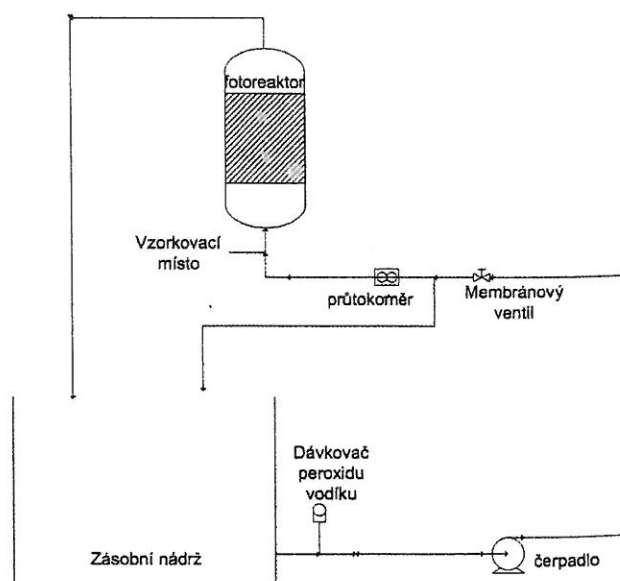 fotoreaktor
Vzorkovací
místo
průtokoměr
Membránový
ventil
Dávkovač
peroxidu
vodíku
Zásobní nádrž
čerpadlo